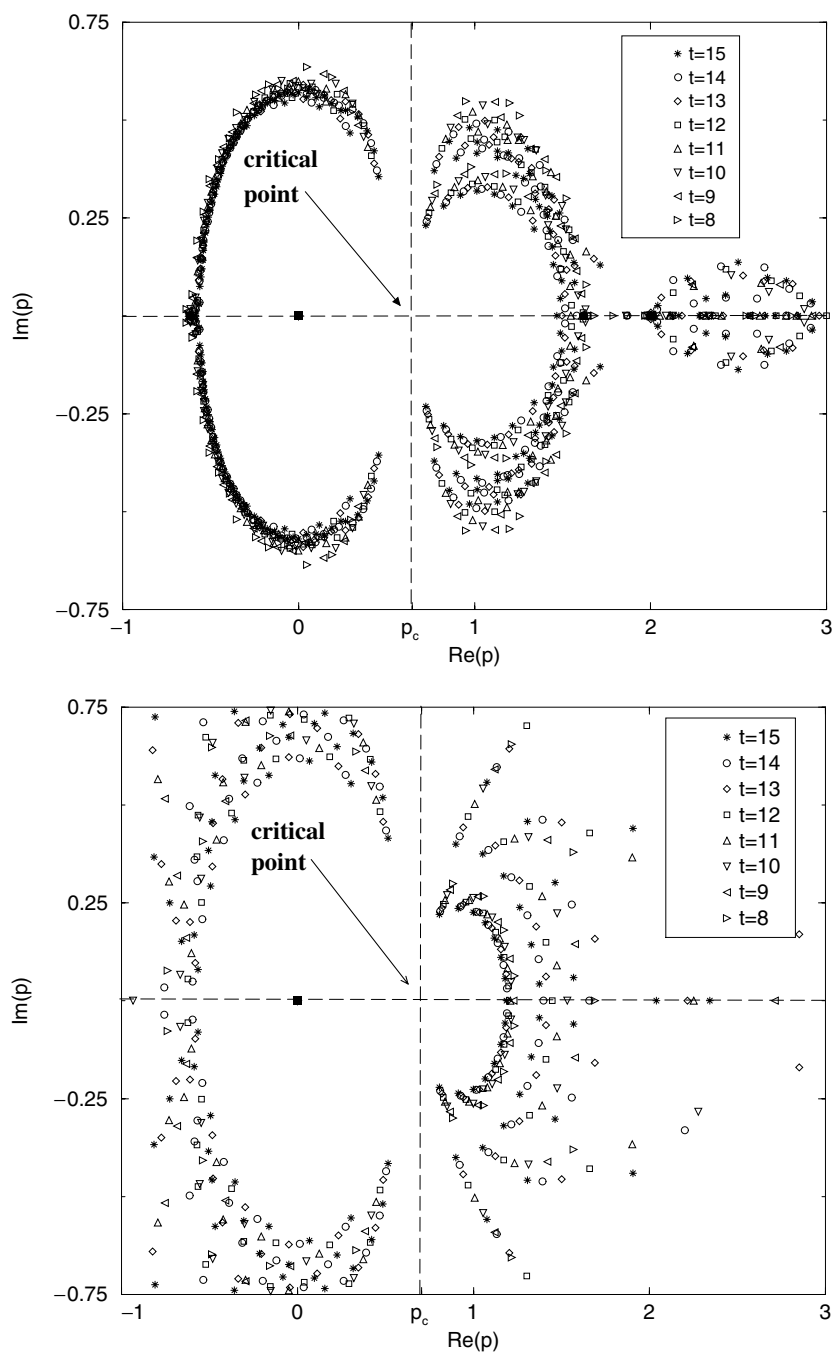 0.75
t=15
t=14
t=13
t=12
t=11
t=10
t=9
t=8
critical
point
0.25
Im(p)
−0.25
−0.75
−1
0
p_c
1
2
3
Re(p)
0.75
t=15
t=14
t=13
t=12
t=11
t=10
t=9
t=8
critical
point
0.25
Im(p)
−0.25
−0.75
−1
0
p_c
1
2
3
Re(p)